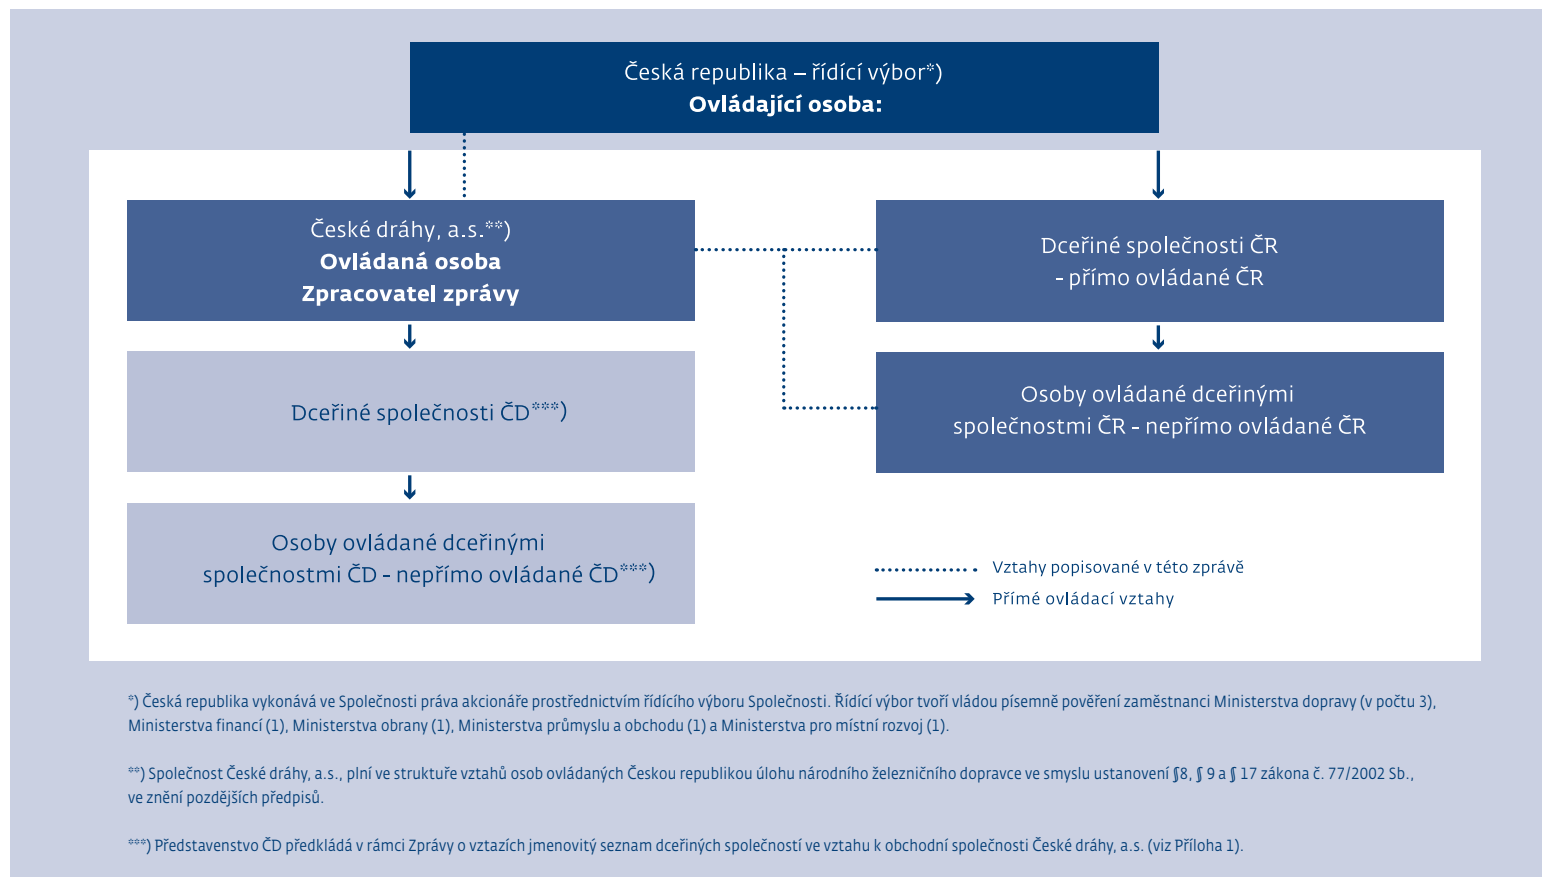 Česká republika – řídící výbor*)
Ovládající osoba:
České dráhy, a.s.**)
Ovládaná osoba
Zpracovatel zprávy
Dceřiné společnosti ČR
- přímo ovládané ČR
Dceřiné společnosti ČD***)
Osoby ovládané dceřinými
společnostmi ČR - nepřímo ovládané ČR
Osoby ovládané dceřinými
společnostmi ČD - nepřímo ovládané ČD***)
Vztahy popisované v této zprávě
Přímé ovládací vztahy
*) Česká republika vykonává ve Společnosti práva akcionáře prostřednictvím řídícího výboru Společnosti. Řídící výbor tvoří vládou písemně pověření zaměstnanci Ministerstva dopravy (v počtu 3),
Ministerstva financí (1), Ministerstva obrany (1), Ministerstva průmyslu a obchodu (1) a Ministerstva pro místní rozvoj (1).
**) Společnost České dráhy, a.s., plní ve struktuře vztahů osob ovládaných Českou republikou úlohu národního železničního dopravce ve smyslu ustanovení §8, § 9 a § 17 zákona č. 77/2002 Sb.,
ve znění pozdějších předpisů.
***) Představenstvo ČD předkládá v rámci Zprávy o vztazích jmenovitý seznam dceřiných společností ve vztahu k obchodní společnosti České dráhy, a.s. (viz Příloha 1).